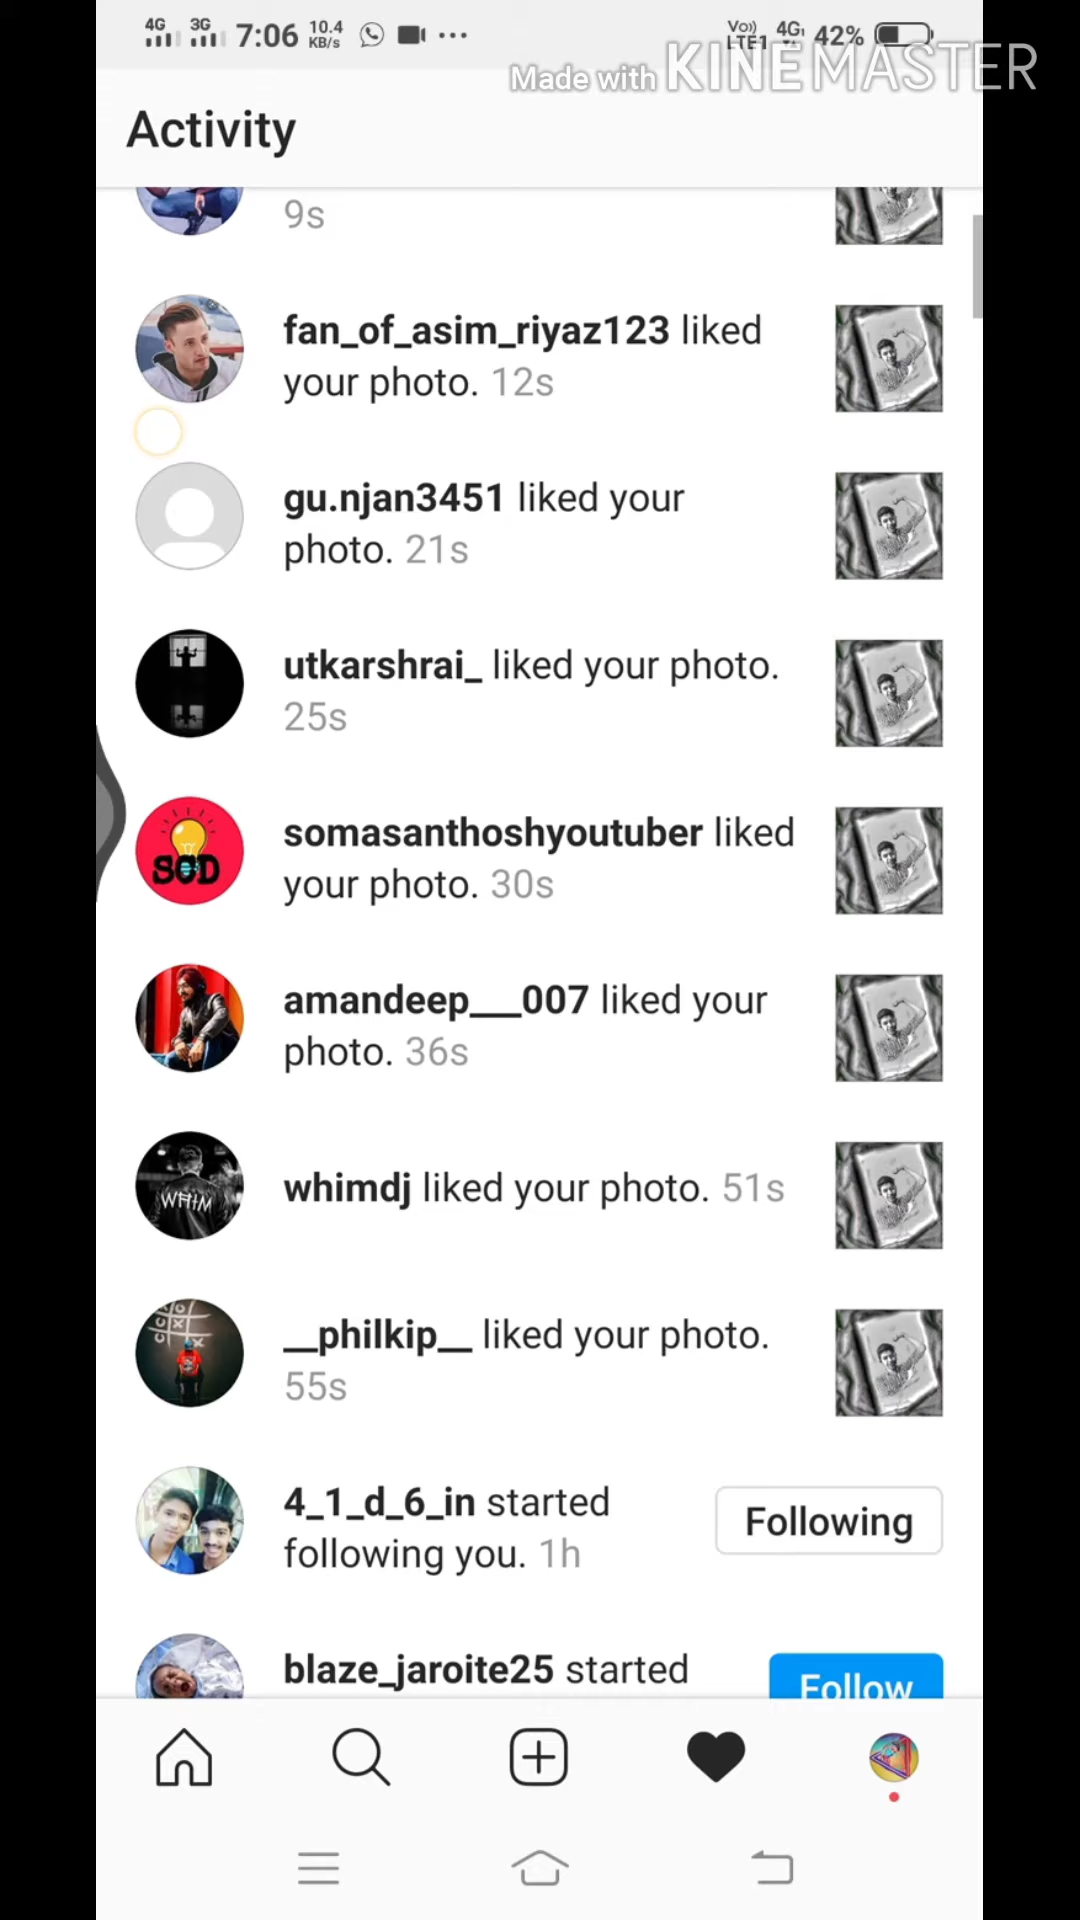 4G 3G 7:06 10.4 KB/s VoLTE1 4G 42%
Made with KINEMASTER
Activity
9s
fan_of_asim_riyaz123 liked
your photo. 12s
gu.njan3451 liked your
photo. 21s
utkarshrai_ liked your photo.
25s
SOD
somasanthoshyoutuber liked
your photo. 30s
amandeep___007 liked your
photo. 36s
WHIM
whimdj liked your photo. 51s
__philkip__ liked your photo.
55s
4_1_d_6_in started
following you. 1h
Following
blaze_jaroite25 started
Follow